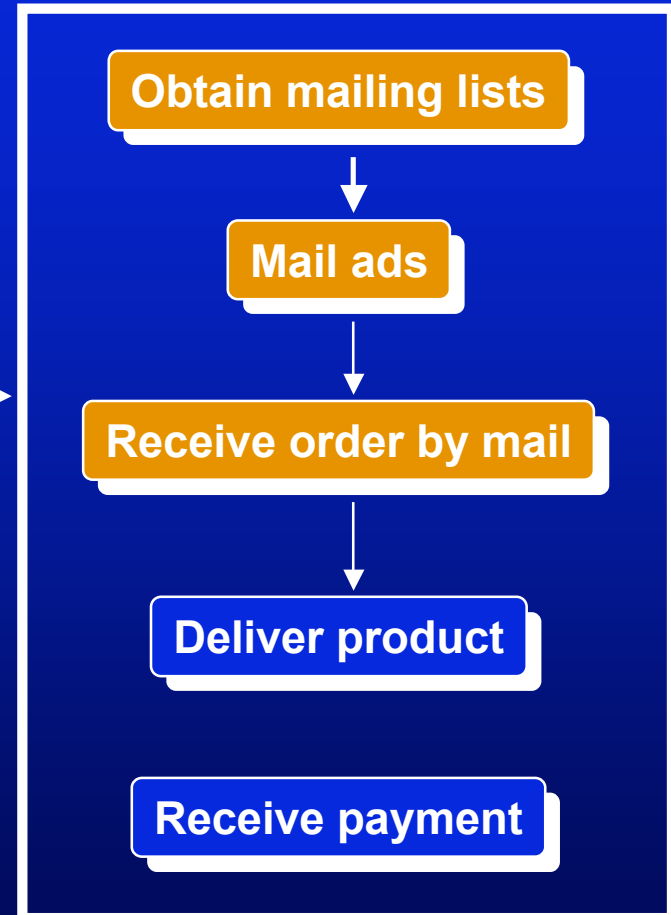 Obtain mailing lists
Mail ads
Receive order by mail
Deliver product
Receive payment